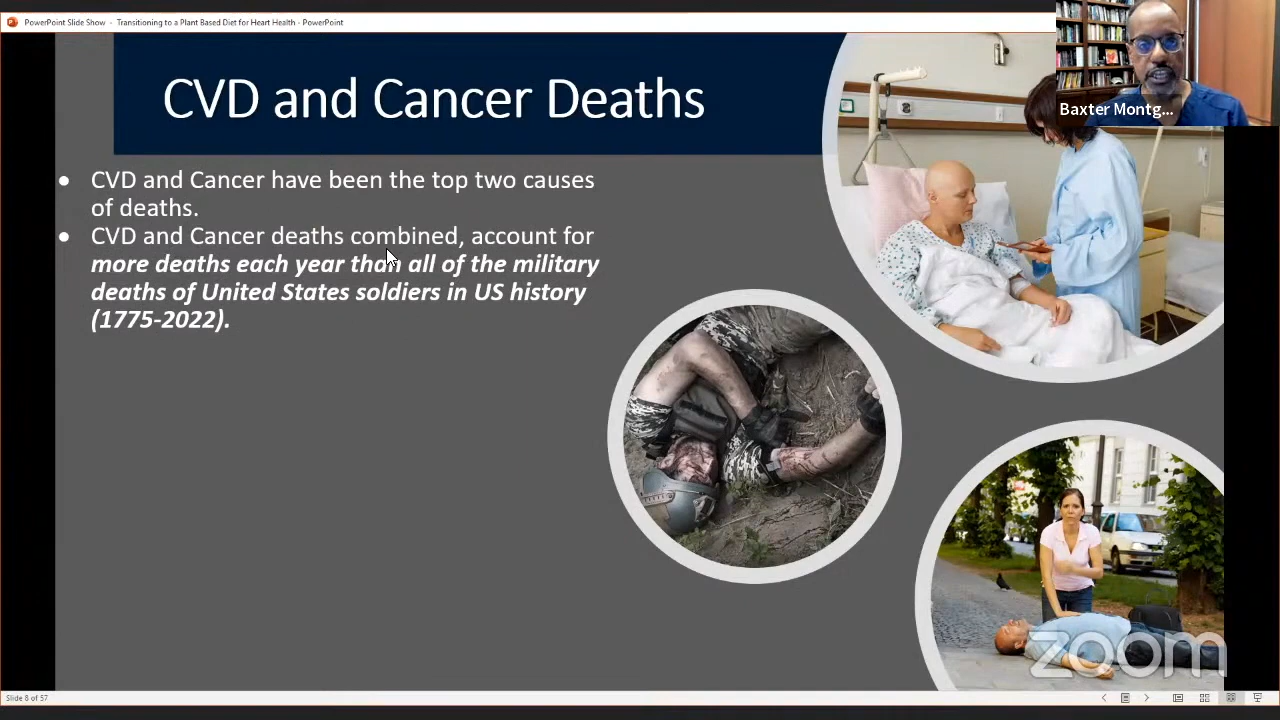 PowerPoint Slide Show - Transitioning to a Plant Based Diet for Heart Health - PowerPoint
Baxter Montg...
CVD and Cancer Deaths
● CVD and Cancer have been the top two causes
of deaths.
● CVD and Cancer deaths combined, account for
more deaths each year than all of the military
deaths of United States soldiers in US history
(1775-2022).
zoom
Slide 8 of 57